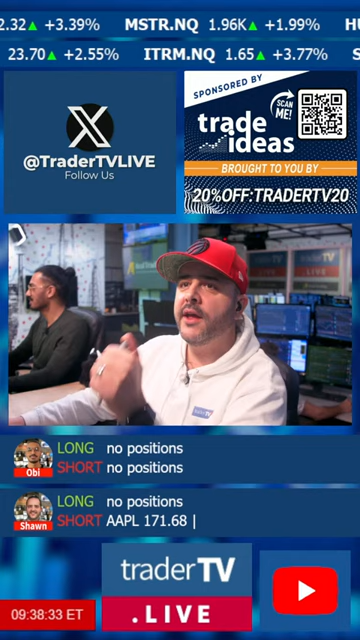 2.32▲ +3.39% MSTR.NQ 1.96K▲ +1.99% HU
23.70▲ +2.55% ITRM.NQ 1.65▲ +3.77% S
@TraderTVLIVE
Follow Us
SPONSORED BY
SCAN
ME!
trade
ideas
BROUGHT TO YOU BY
20%OFF:TRADERTV20
LIVE
LIVE
traderTV
LONG no positions
SHORT no positions
Obi
LONG no positions
SHORT AAPL 171.68 |
Shawn
traderTV
.LIVE
09:38:33 ET